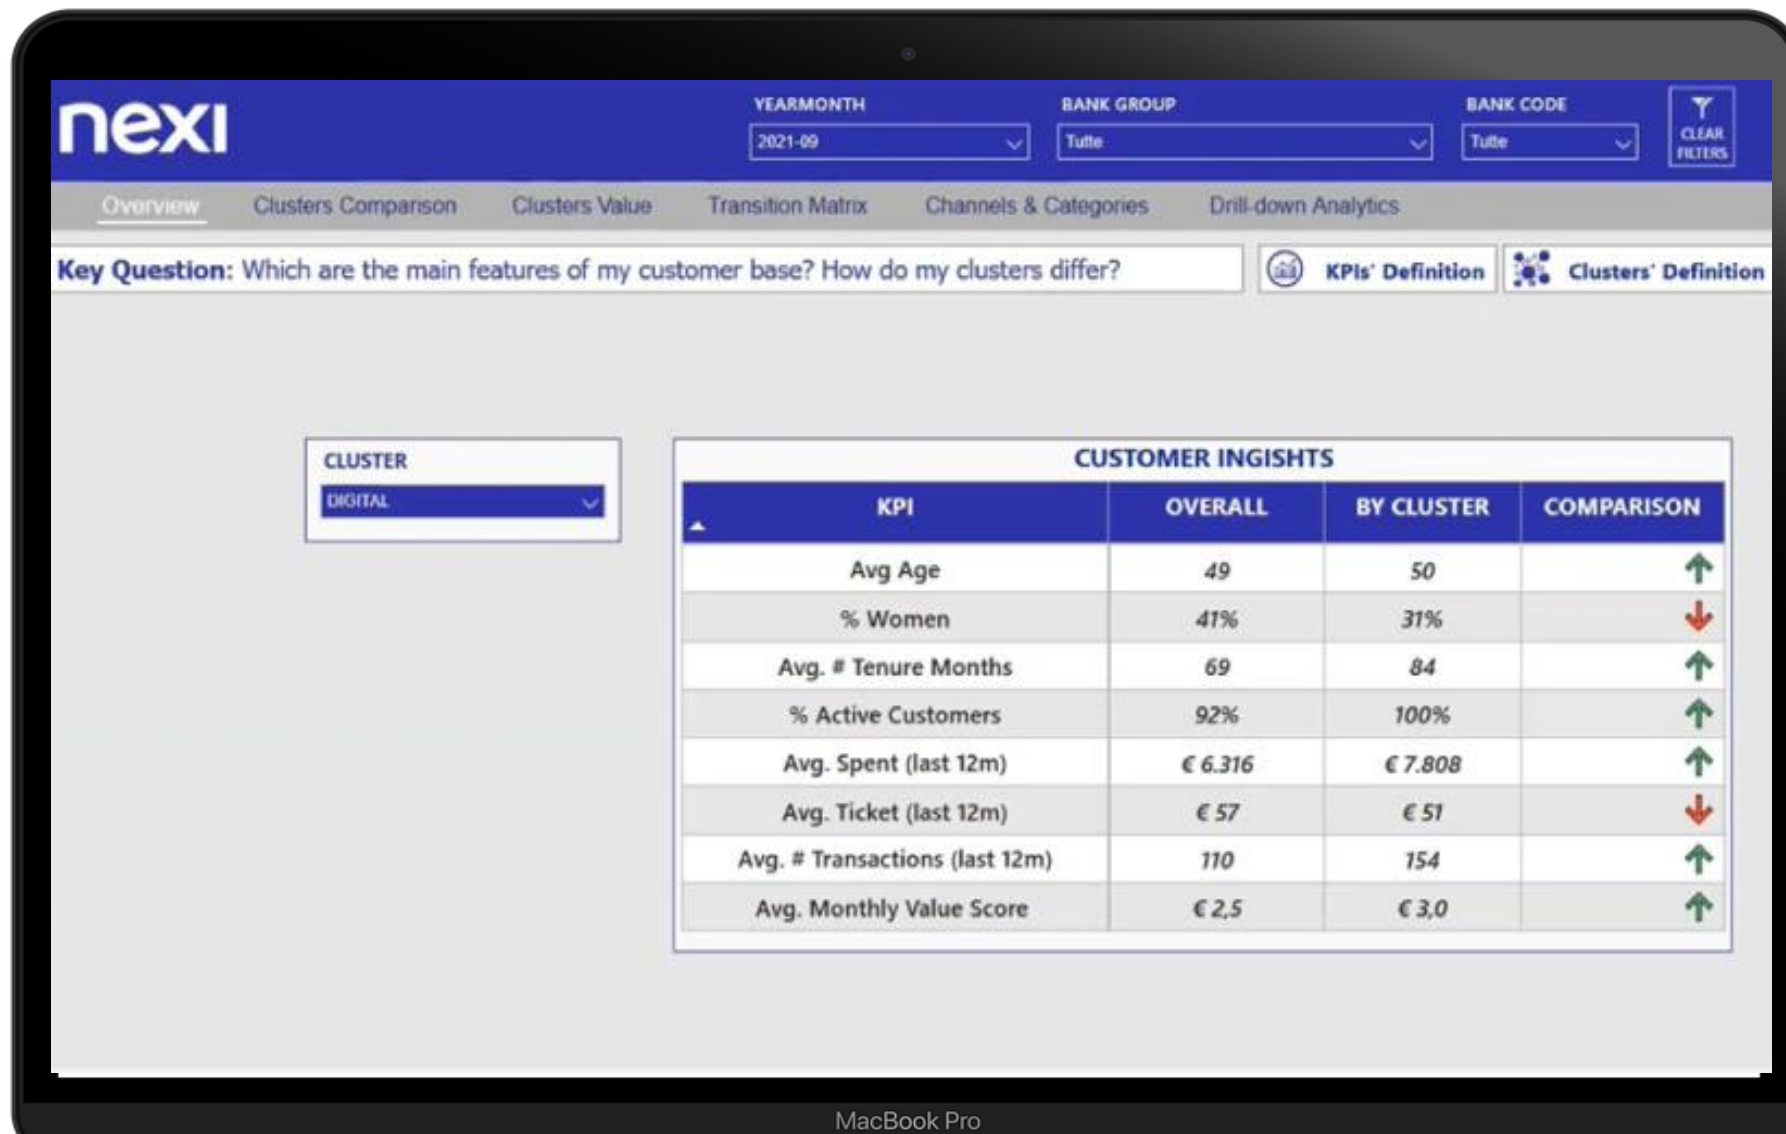 nexi
YEARMONTH
2021-09
BANK GROUP
Tutte
BANK CODE
Tutte
CLEAR
FILTERS
Overview Clusters Comparison Clusters Value Transition Matrix Channels & Categories Drill-down Analytics
Key Question: Which are the main features of my customer base? How do my clusters differ?
KPIs' Definition
Clusters' Definition
CLUSTER
DIGITAL
CUSTOMER INGISHTS
KPI OVERALL BY CLUSTER COMPARISON
Avg Age 49 50
% Women 41% 31%
Avg. # Tenure Months 69 84
% Active Customers 92% 100%
Avg. Spent (last 12m) € 6.316 € 7.808
Avg. Ticket (last 12m) € 57 € 51
Avg. # Transactions (last 12m) 110 154
Avg. Monthly Value Score € 2,5 € 3,0
MacBook Pro